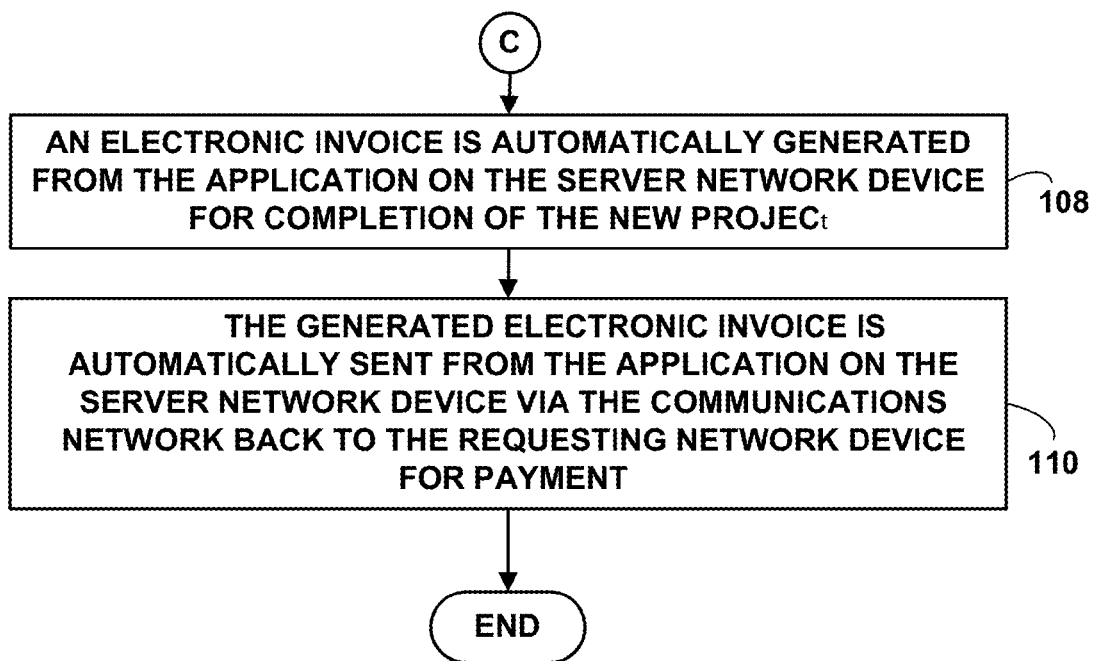 C
AN ELECTRONIC INVOICE IS AUTOMATICALLY GENERATED
FROM THE APPLICATION ON THE SERVER NETWORK DEVICE
FOR COMPLETION OF THE NEW PROJECt
108
THE GENERATED ELECTRONIC INVOICE IS
AUTOMATICALLY SENT FROM THE APPLICATION ON THE
SERVER NETWORK DEVICE VIA THE COMMUNICATIONS
NETWORK BACK TO THE REQUESTING NETWORK DEVICE
FOR PAYMENT
110
END